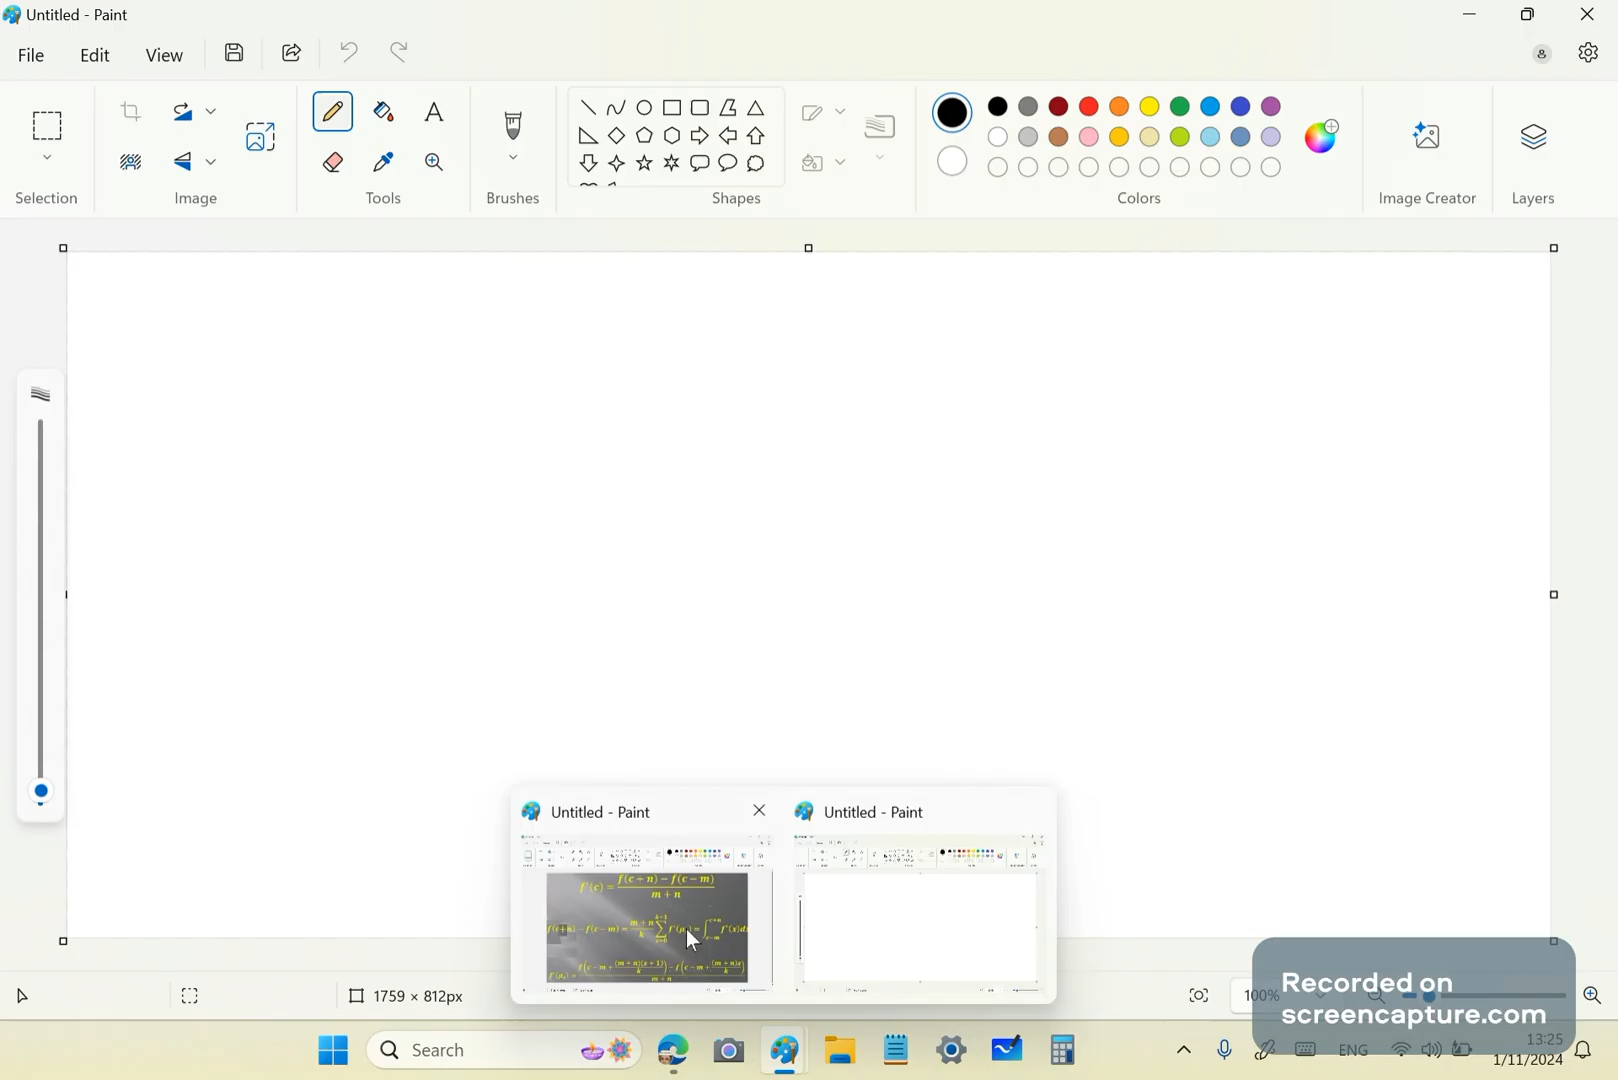 Untitled - Paint
File Edit View
Selection Image Tools Brushes Shapes Colors Image Creator Layers
Untitled - Paint
Untitled - Paint
f'(c) = f(c + n) − f(c − m) / m + n
1759 × 812px
100%
Recorded on
screencapture.com
Search
ENG
13:25
1/11/2024